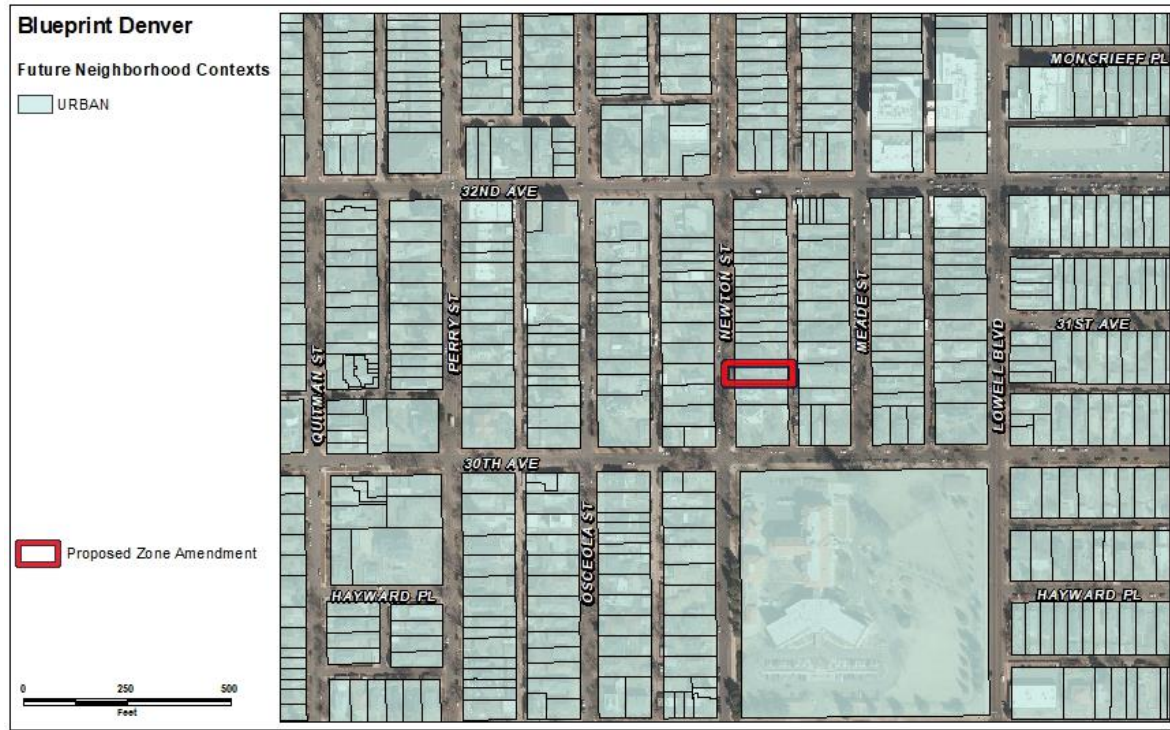 Blueprint Denver
Future Neighborhood Contexts
URBAN
Proposed Zone Amendment
0 250 500
Feet
MONCRIEFF PL
32ND AVE
NEWTON ST
MEADE ST
PERRY ST
QUITMAN ST
LOWELL BLVD
31ST AVE
30TH AVE
OSCEOLA ST
HAYWARD PL
HAYWARD PL